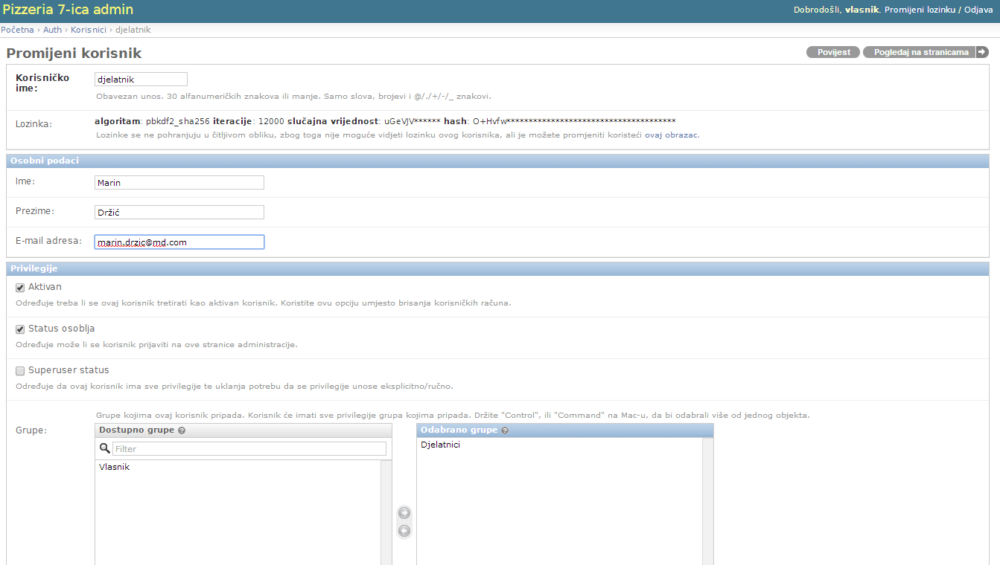 Pizzeria 7-ica admin
Dobrodošli, vlasnik. Promijeni lozinku / Odjava
Početna › Auth › Korisnici › djelatnik
Promijeni korisnik
Povijest
Pogledaj na stranicama
Korisničko ime:
djelatnik
Obavezan unos. 30 alfanumeričkih znakova ili manje. Samo slova, brojevi i @/./+/-/_ znakovi.
Lozinka:
algoritam: pbkdf2_sha256 iteracije: 12000 slučajna vrijednost: uGeVJV****** hash: O+Hvfw**************************************
Lozinke se ne pohranjuju u čitljivom obliku, zbog toga nije moguće vidjeti lozinku ovog korisnika, ali je možete promjeniti koristeći ovaj obrazac.
Osobni podaci
Ime:
Marin
Prezime:
Držić
E-mail adresa:
marin.drzic@md.com
Privilegije
Aktivan
Određuje treba li se ovaj korisnik tretirati kao aktivan korisnik. Koristite ovu opciju umjesto brisanja korisničkih računa.
Status osoblja
Određuje može li se korisnik prijaviti na ove stranice administracije.
Superuser status
Određuje da ovaj korisnik ima sve privilegije te uklanja potrebu da se privilegije unose eksplicitno/ručno.
Grupe kojima ovaj korisnik pripada. Korisnik će imati sve privilegije grupa kojima pripada. Držite "Control", ili "Command" na Mac-u, da bi odabrali više od jednog objekta.
Grupe:
Dostupno grupe ?
Filter
Vlasnik
Odabrano grupe ?
Djelatnici